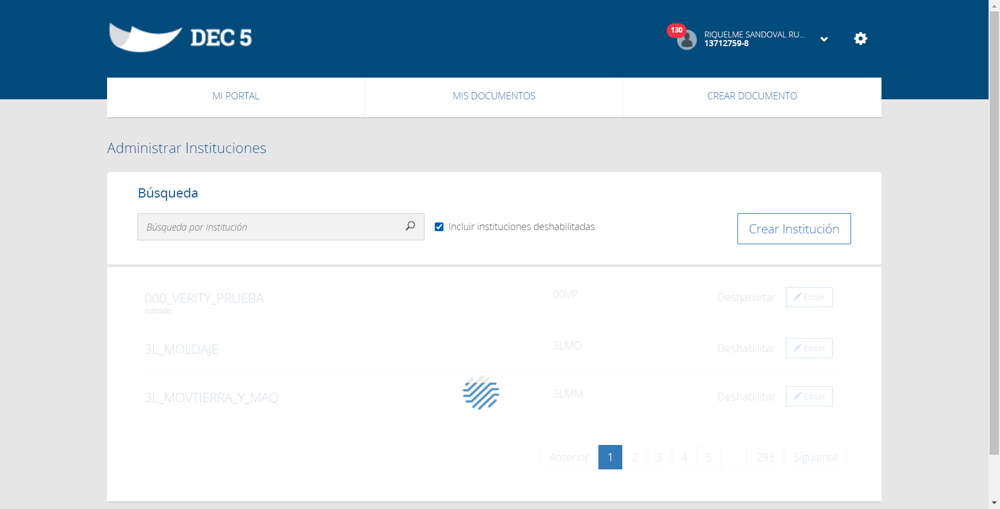 DEC 5
130
RIQUELME SANDOVAL RU...
13712759-8
MI PORTAL
MIS DOCUMENTOS
CREAR DOCUMENTO
Administrar Instituciones
Búsqueda
Búsqueda por institución
Incluir instituciones deshabilitadas
Crear Institución
000_VERITY_PRUEBA
editado
00VP
Deshabilitar
Editar
3L_MOLDAJE
3LMO
Deshabilitar
Editar
3L_MOVTIERRA_Y_MAQ
3LMM
Deshabilitar
Editar
Anterior 1 2 3 4 5 ... 298 Siguiente